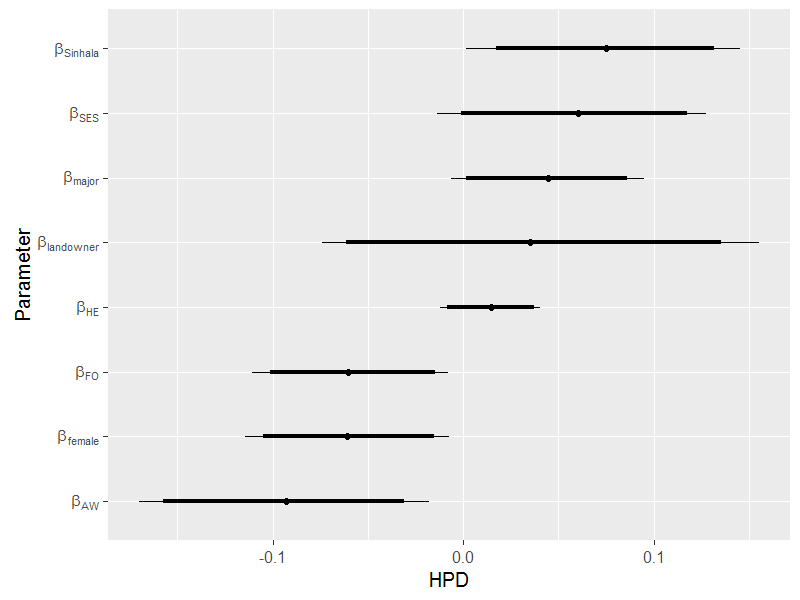 βSinhala
βSES
βmajor
βlandowner
βHE
βFO
βfemale
βAW
Parameter
-0.1 0.0 0.1
HPD